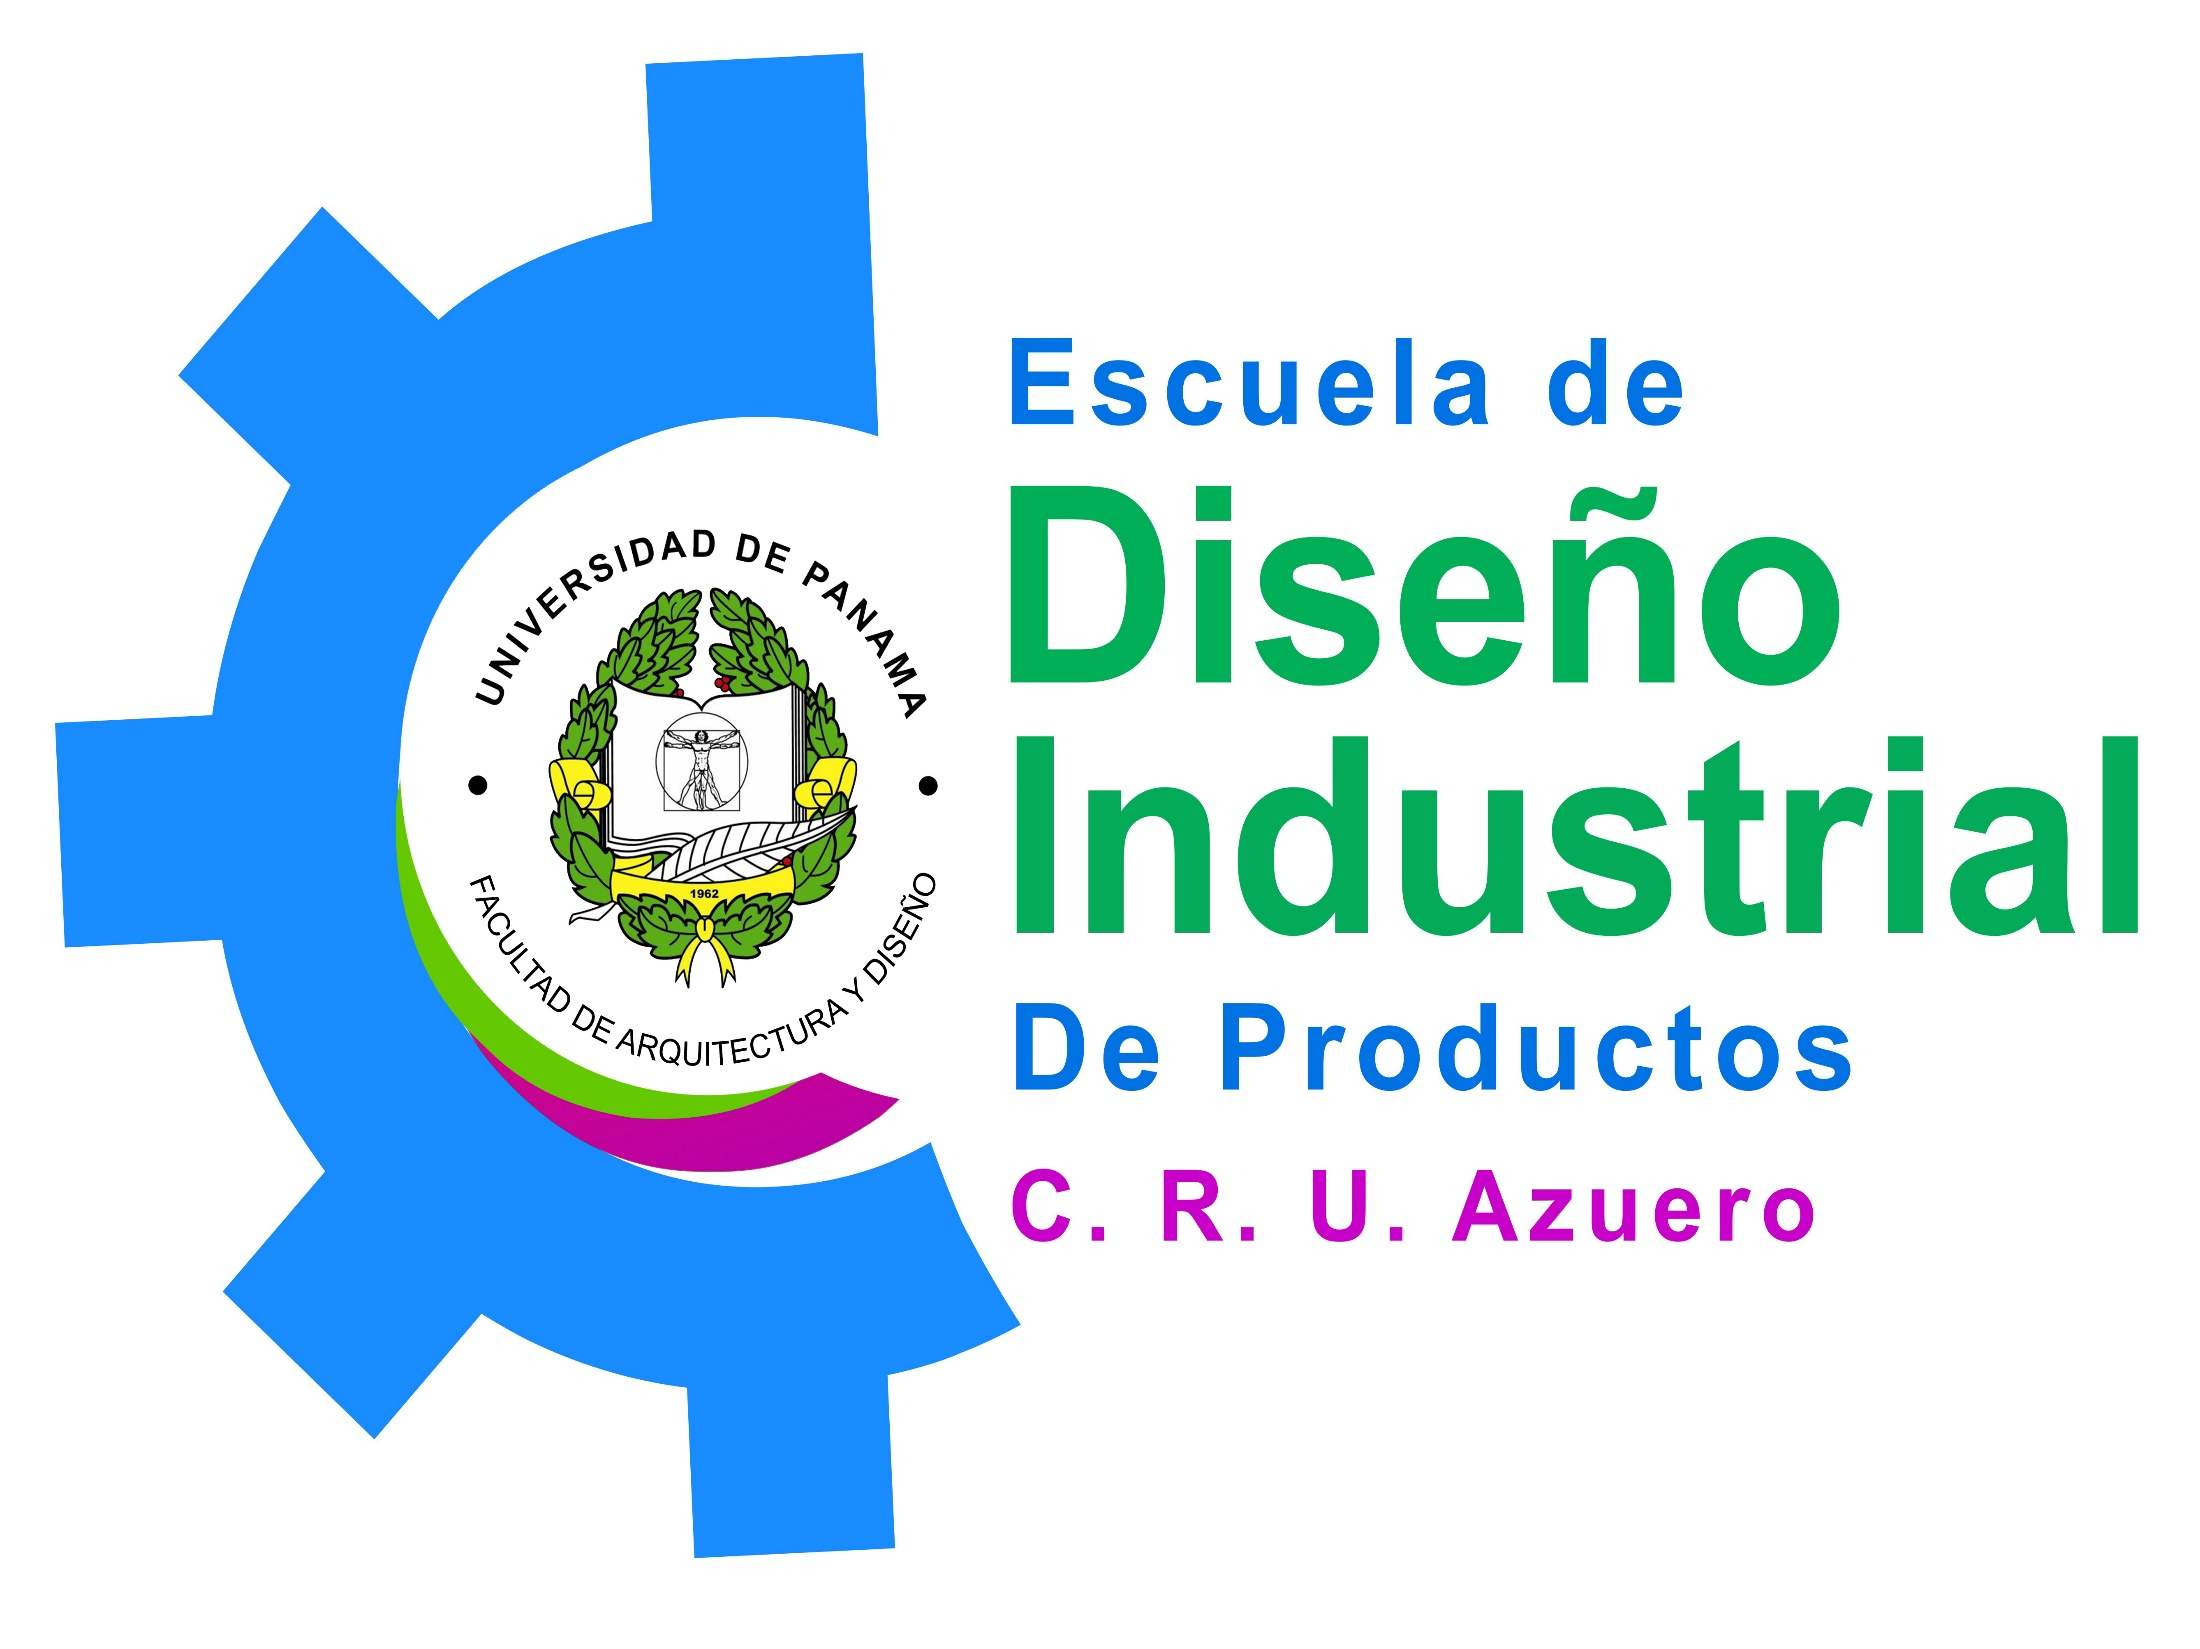 UNIVERSIDAD DE PANAMA
1962
FACULTAD DE ARQUITECTURA Y DISEÑO
Escuela de
Diseño
Industrial
De Productos
C. R. U. Azuero